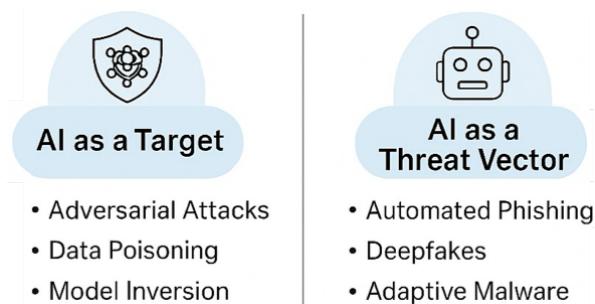 AI as a Target
• Adversarial Attacks
• Data Poisoning
• Model Inversion
AI as a
Threat Vector
• Automated Phishing
• Deepfakes
• Adaptive Malware